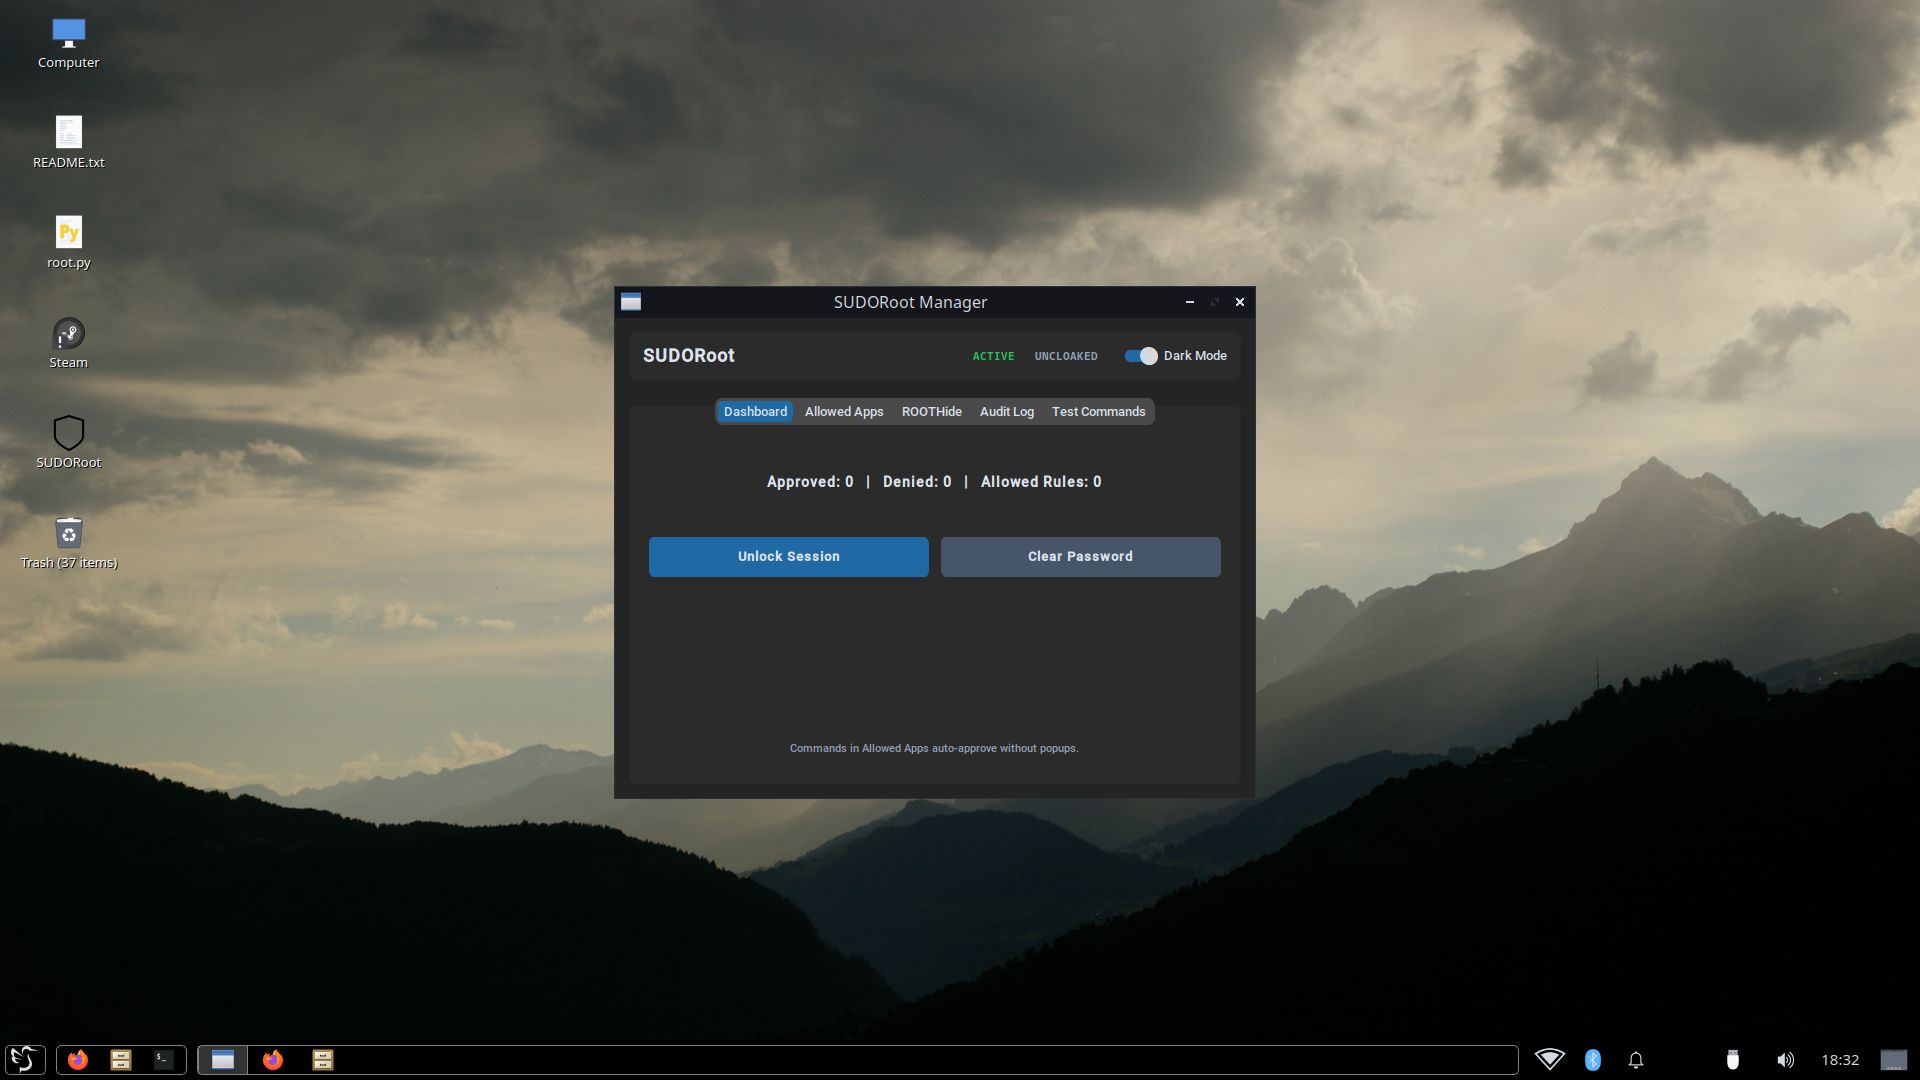 Computer
README.txt
Py
root.py
Steam
SUDORoot
Trash (37 items)
SUDORoot Manager
SUDORoot
ACTIVE
UNCLOAKED
Dark Mode
Dashboard
Allowed Apps
ROOTHide
Audit Log
Test Commands
Approved: 0 | Denied: 0 | Allowed Rules: 0
Unlock Session
Clear Password
Commands in Allowed Apps auto-approve without popups.
$_
18:32